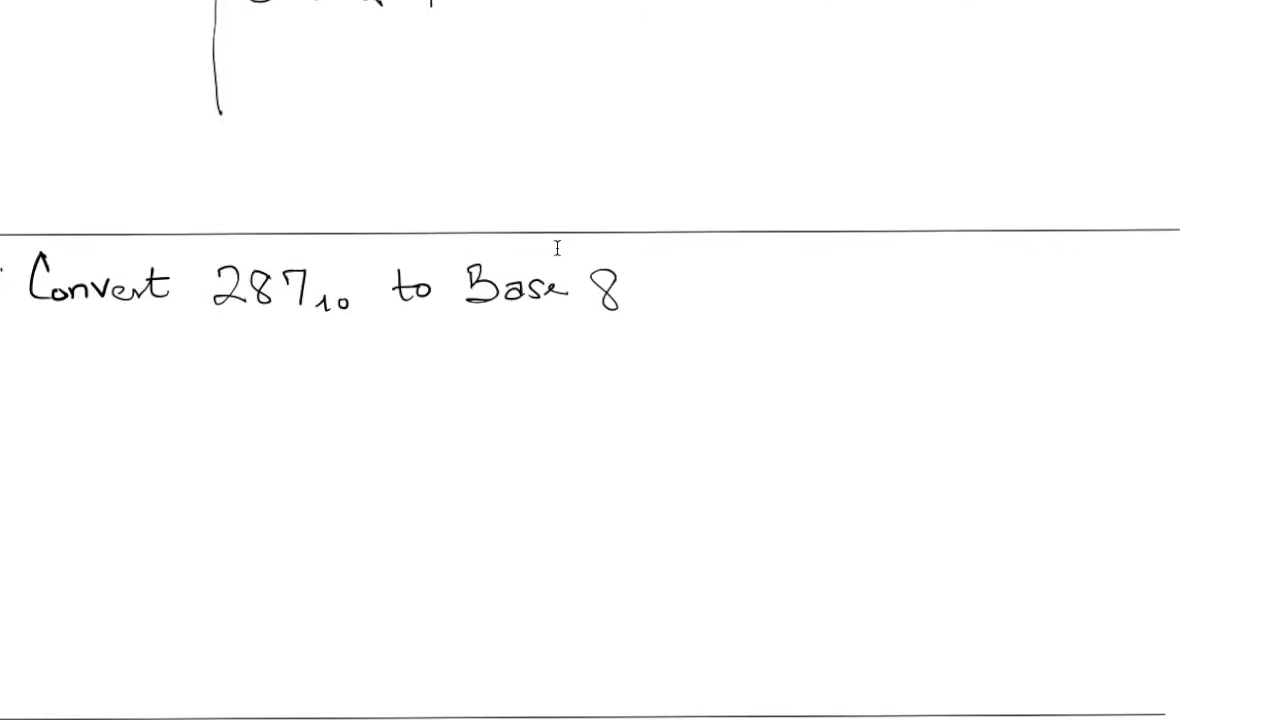 Convert 287₁₀ to Base 8